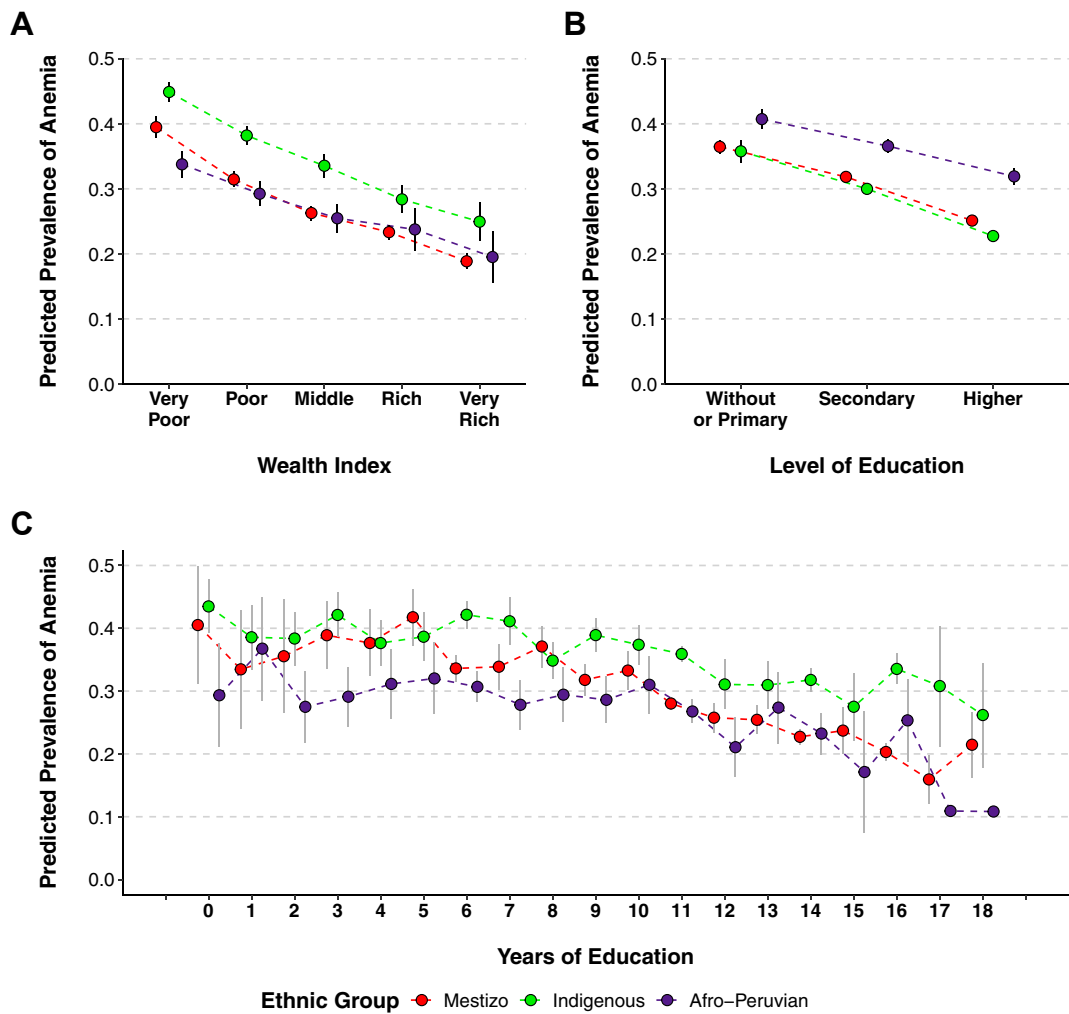 A
Predicted Prevalence of Anemia
0.5
0.4
0.3
0.2
0.1
0.0
Very Poor Middle Rich Very
Poor Rich
Wealth Index
B
Predicted Prevalence of Anemia
0.5
0.4
0.3
0.2
0.1
0.0
Without Secondary Higher
or Primary
Level of Education
C
Predicted Prevalence of Anemia
0.5
0.4
0.3
0.2
0.1
0.0
0 1 2 3 4 5 6 7 8 9 10 11 12 13 14 15 16 17 18
Years of Education
Ethnic Group Mestizo Indigenous Afro−Peruvian